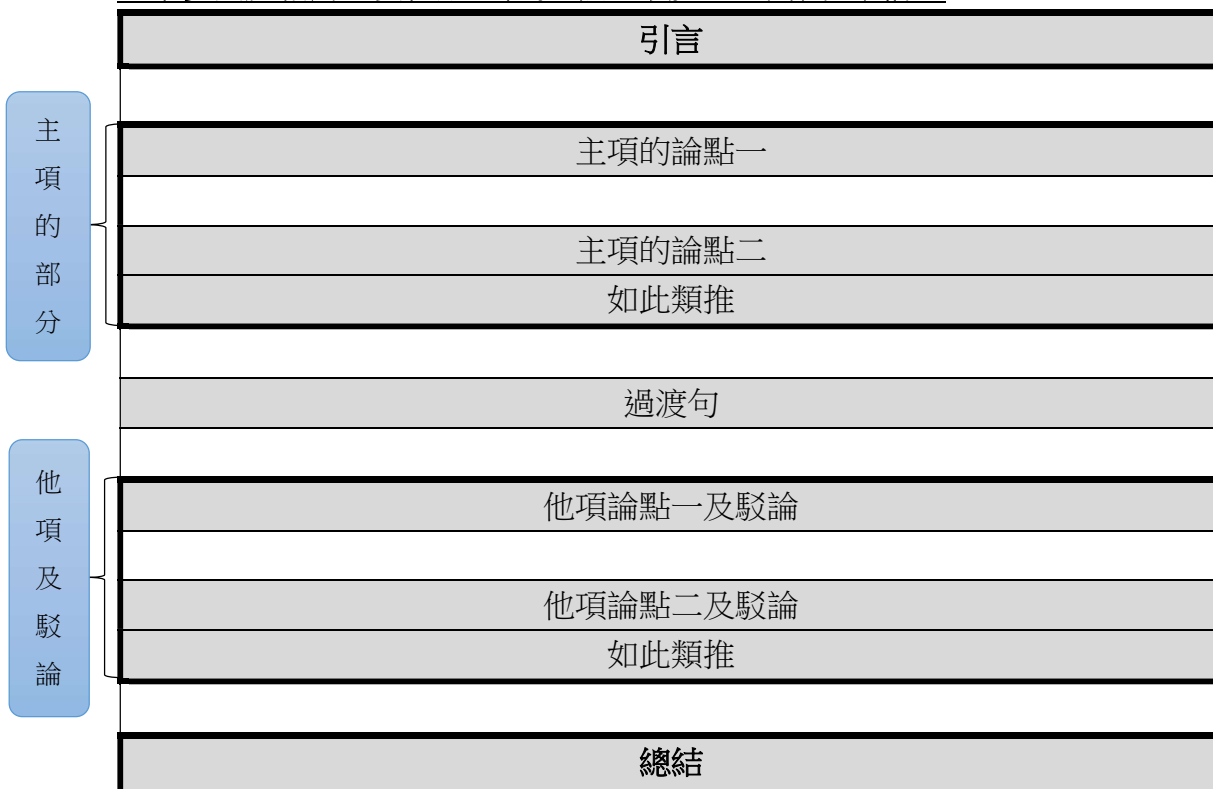 引言
主項的部分
主項的論點一
主項的論點二
如此類推
過渡句
他項及駁論
他項論點一及駁論
他項論點二及駁論
如此類推
總結